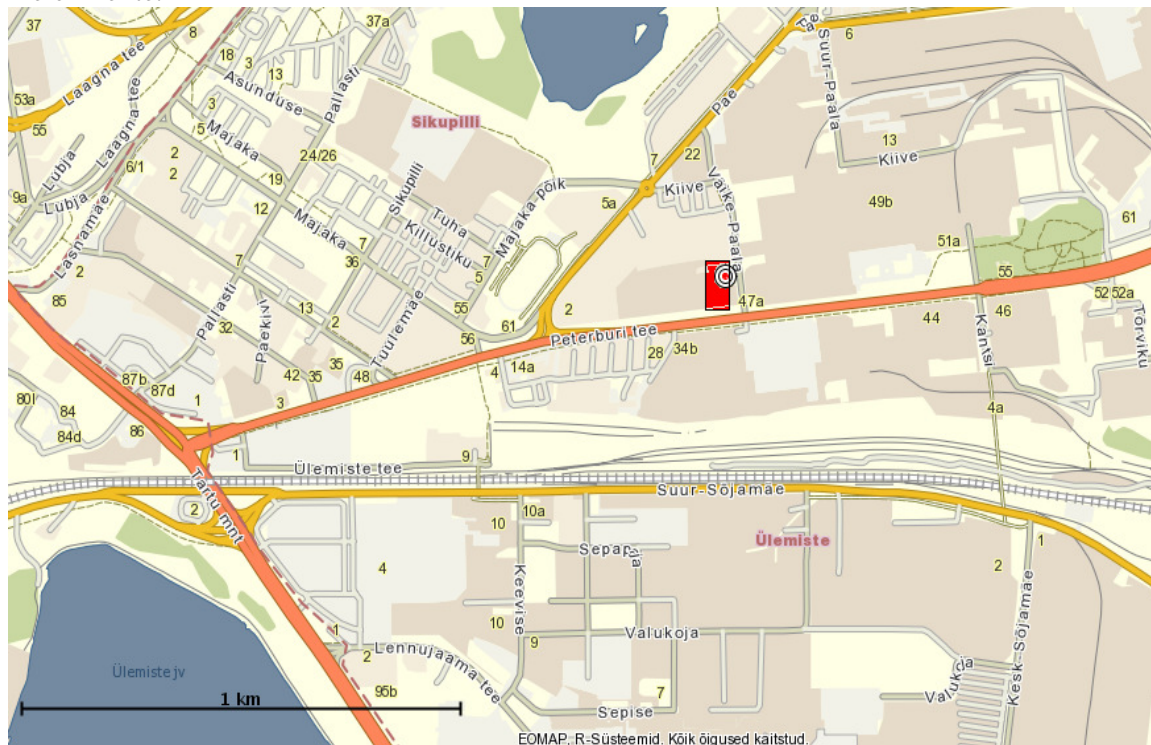 37
8
37a
6
Laagna tee
18
3
13
Asunduse
Pallasti
Pae
Suur-Paala
53a
55
Laagna tee
3
5
Majaka
Sikupilli
13
Kiive
Lubja
6/1
2
2
24/26
7
22
Kiive
Väike-Paala
9a
Lubja
19
12
Sikupilli
Tuha
Majaka põik
5a
49b
61
Lasnamäe
Majaka
7
Killustiku
7
5
51a
2
36
7
55
85
Pallasti
13
55
47a
52
52a
32
Paekivi
2
Tuulemäe
61
2
Peterburi tee
44
46
Kantsi
Tõrviku
56
28
34b
35
4
14a
87b
87d
42
35
48
80l
84
1
3
4a
84d
86
1
Ülemiste tee
9
Tartu mnt
Suur-Sõjamäe
2
10
10a
1
Sepapaja
Ülemiste
4
Keevise
2
10
1
9
Valukoja
Kesk-Sõjamäe
Lennujaama tee
2
Ülemiste jv
95b
7
Valukoja
1 km
Sepise
EOMAP, R-Süsteemid. Kõik õigused kaitstud.